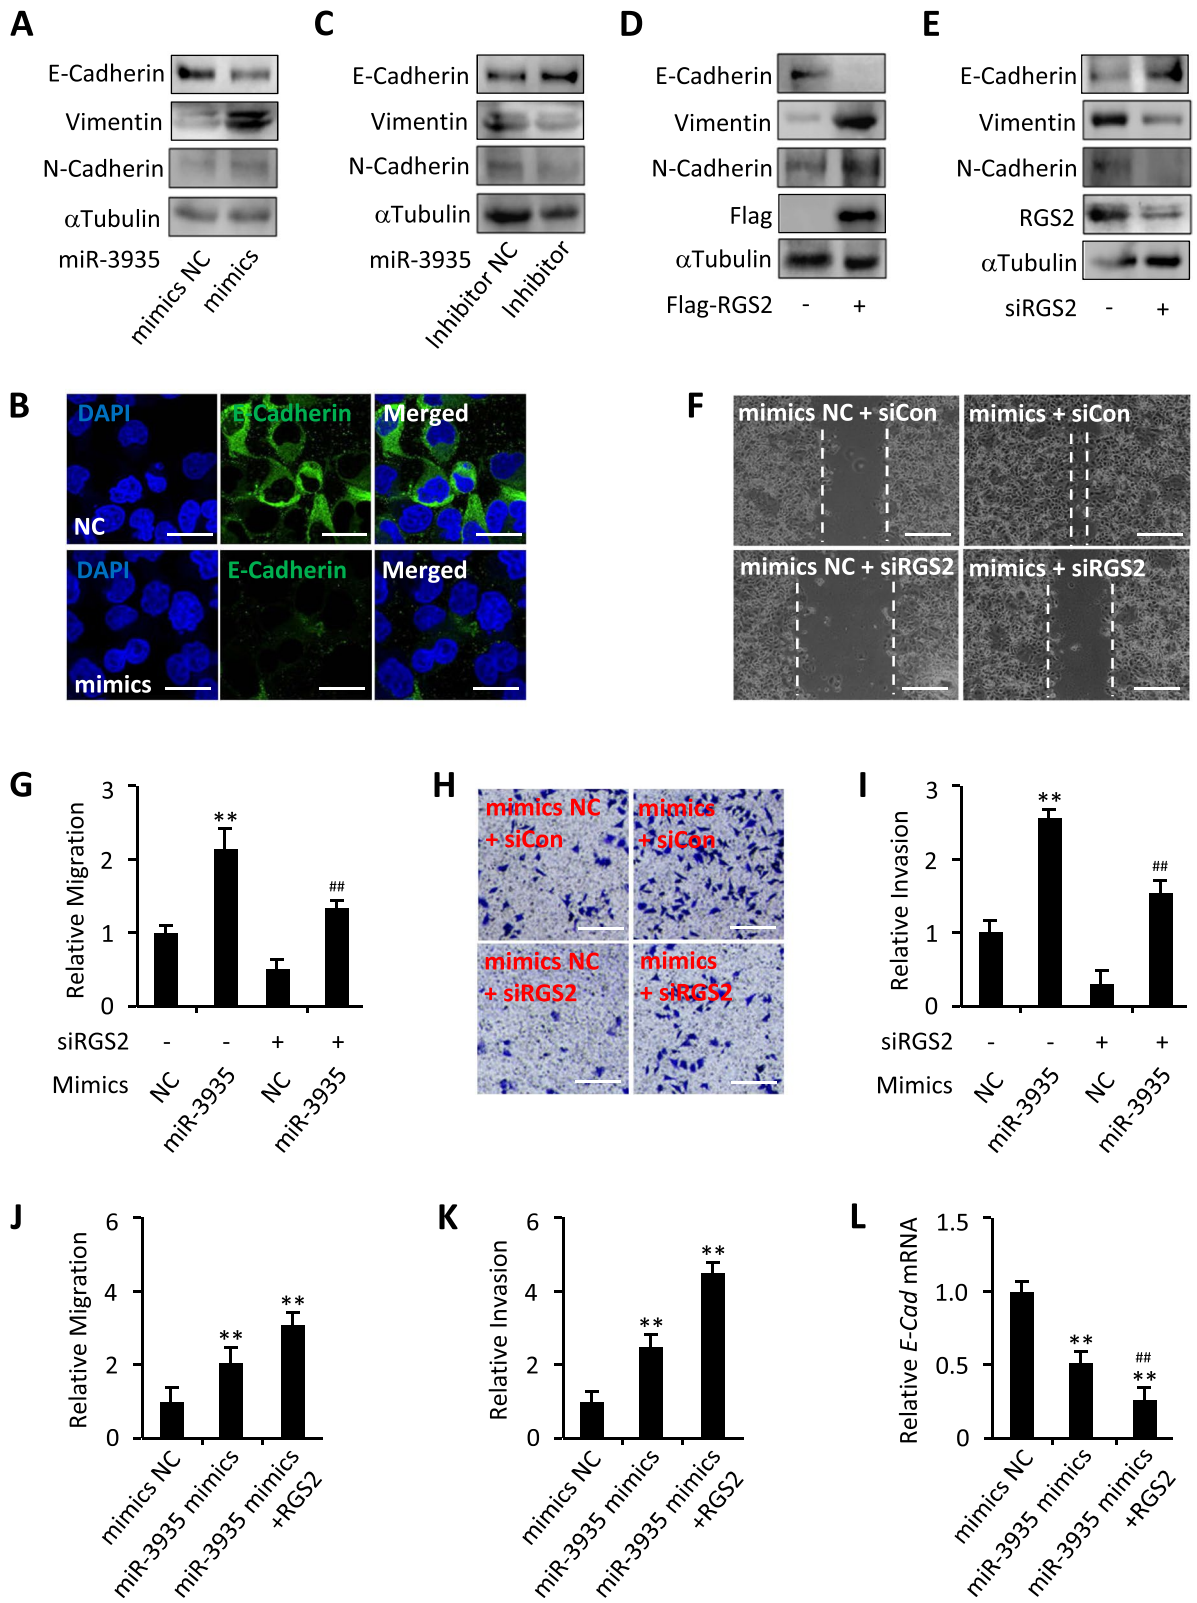 A
E-Cadherin
Vimentin
N-Cadherin
αTubulin
miR-3935
mimics NC
mimics
C
E-Cadherin
Vimentin
N-Cadherin
αTubulin
miR-3935
Inhibitor NC
Inhibitor
D
E-Cadherin
Vimentin
N-Cadherin
Flag
αTubulin
Flag-RGS2
- +
E
E-Cadherin
Vimentin
N-Cadherin
RGS2
αTubulin
siRGS2
- +
B
DAPI
E-Cadherin
Merged
NC
DAPI
E-Cadherin
Merged
mimics
F
mimics NC + siCon
mimics + siCon
mimics NC + siRGS2
mimics + siRGS2
G
Relative Migration
3
2
1
0
**
##
siRGS2 - - + +
Mimics
NC
miR-3935
NC
miR-3935
H
mimics NC
+ siCon
mimics
+ siCon
mimics NC
+ siRGS2
mimics
+ siRGS2
I
Relative Invasion
3
2
1
0
**
##
siRGS2 - - + +
Mimics
NC
miR-3935
NC
miR-3935
J
Relative Migration
6
4
2
0
**
**
mimics NC
miR-3935 mimics
miR-3935 mimics
+RGS2
K
Relative Invasion
6
4
2
0
**
**
mimics NC
miR-3935 mimics
miR-3935 mimics
+RGS2
L
Relative E-Cad mRNA
1.5
1.0
0.5
0
**
##
**
mimics NC
miR-3935 mimics
miR-3935 mimics
+RGS2